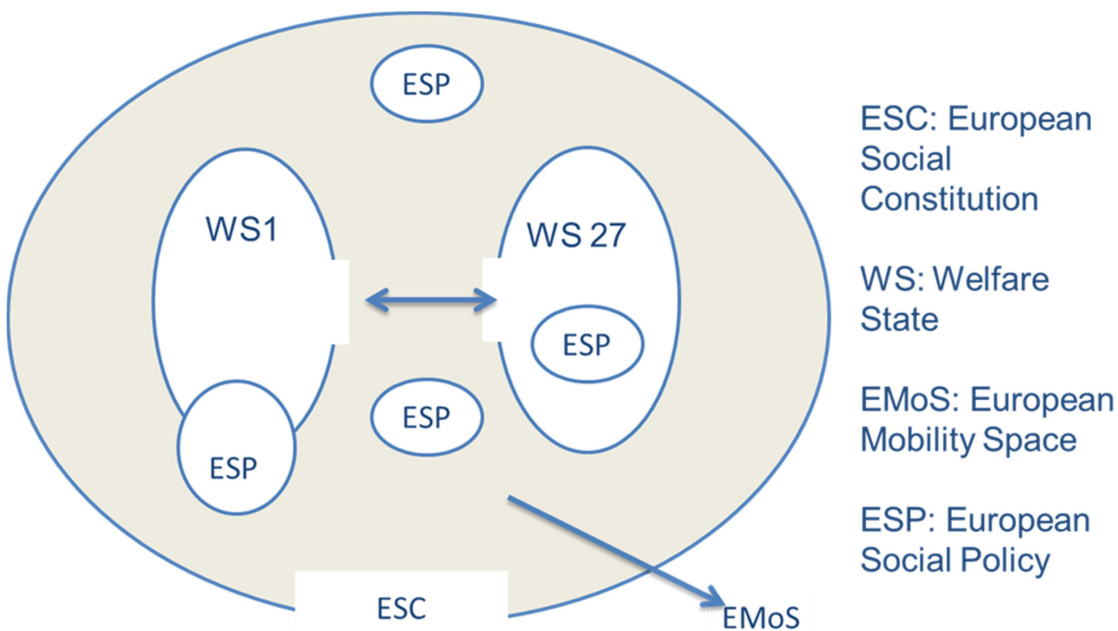 ESP
WS1
WS 27
ESP
ESP
ESP
ESC
EMoS
ESC: European
Social
Constitution
WS: Welfare
State
EMoS: European
Mobility Space
ESP: European
Social Policy